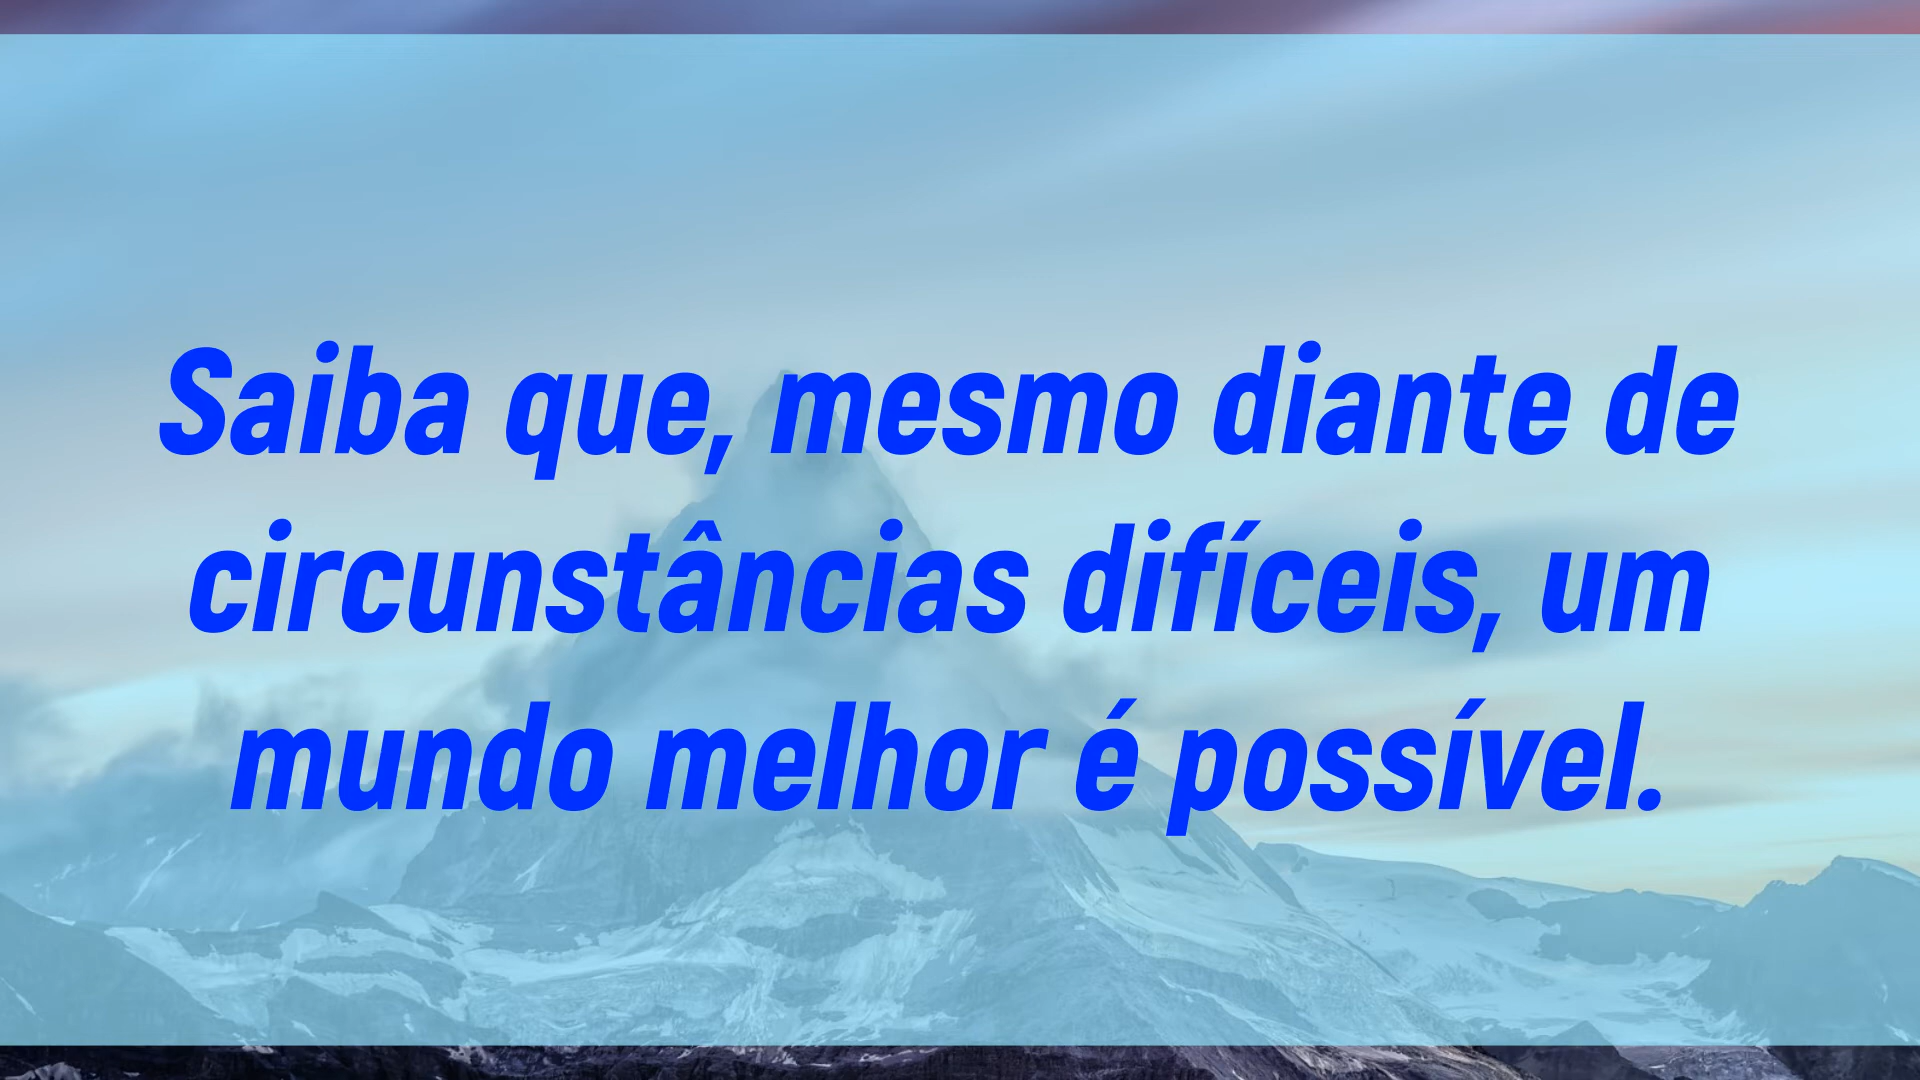 Saiba que, mesmo diante de
circunstâncias difíceis, um
mundo melhor é possível.